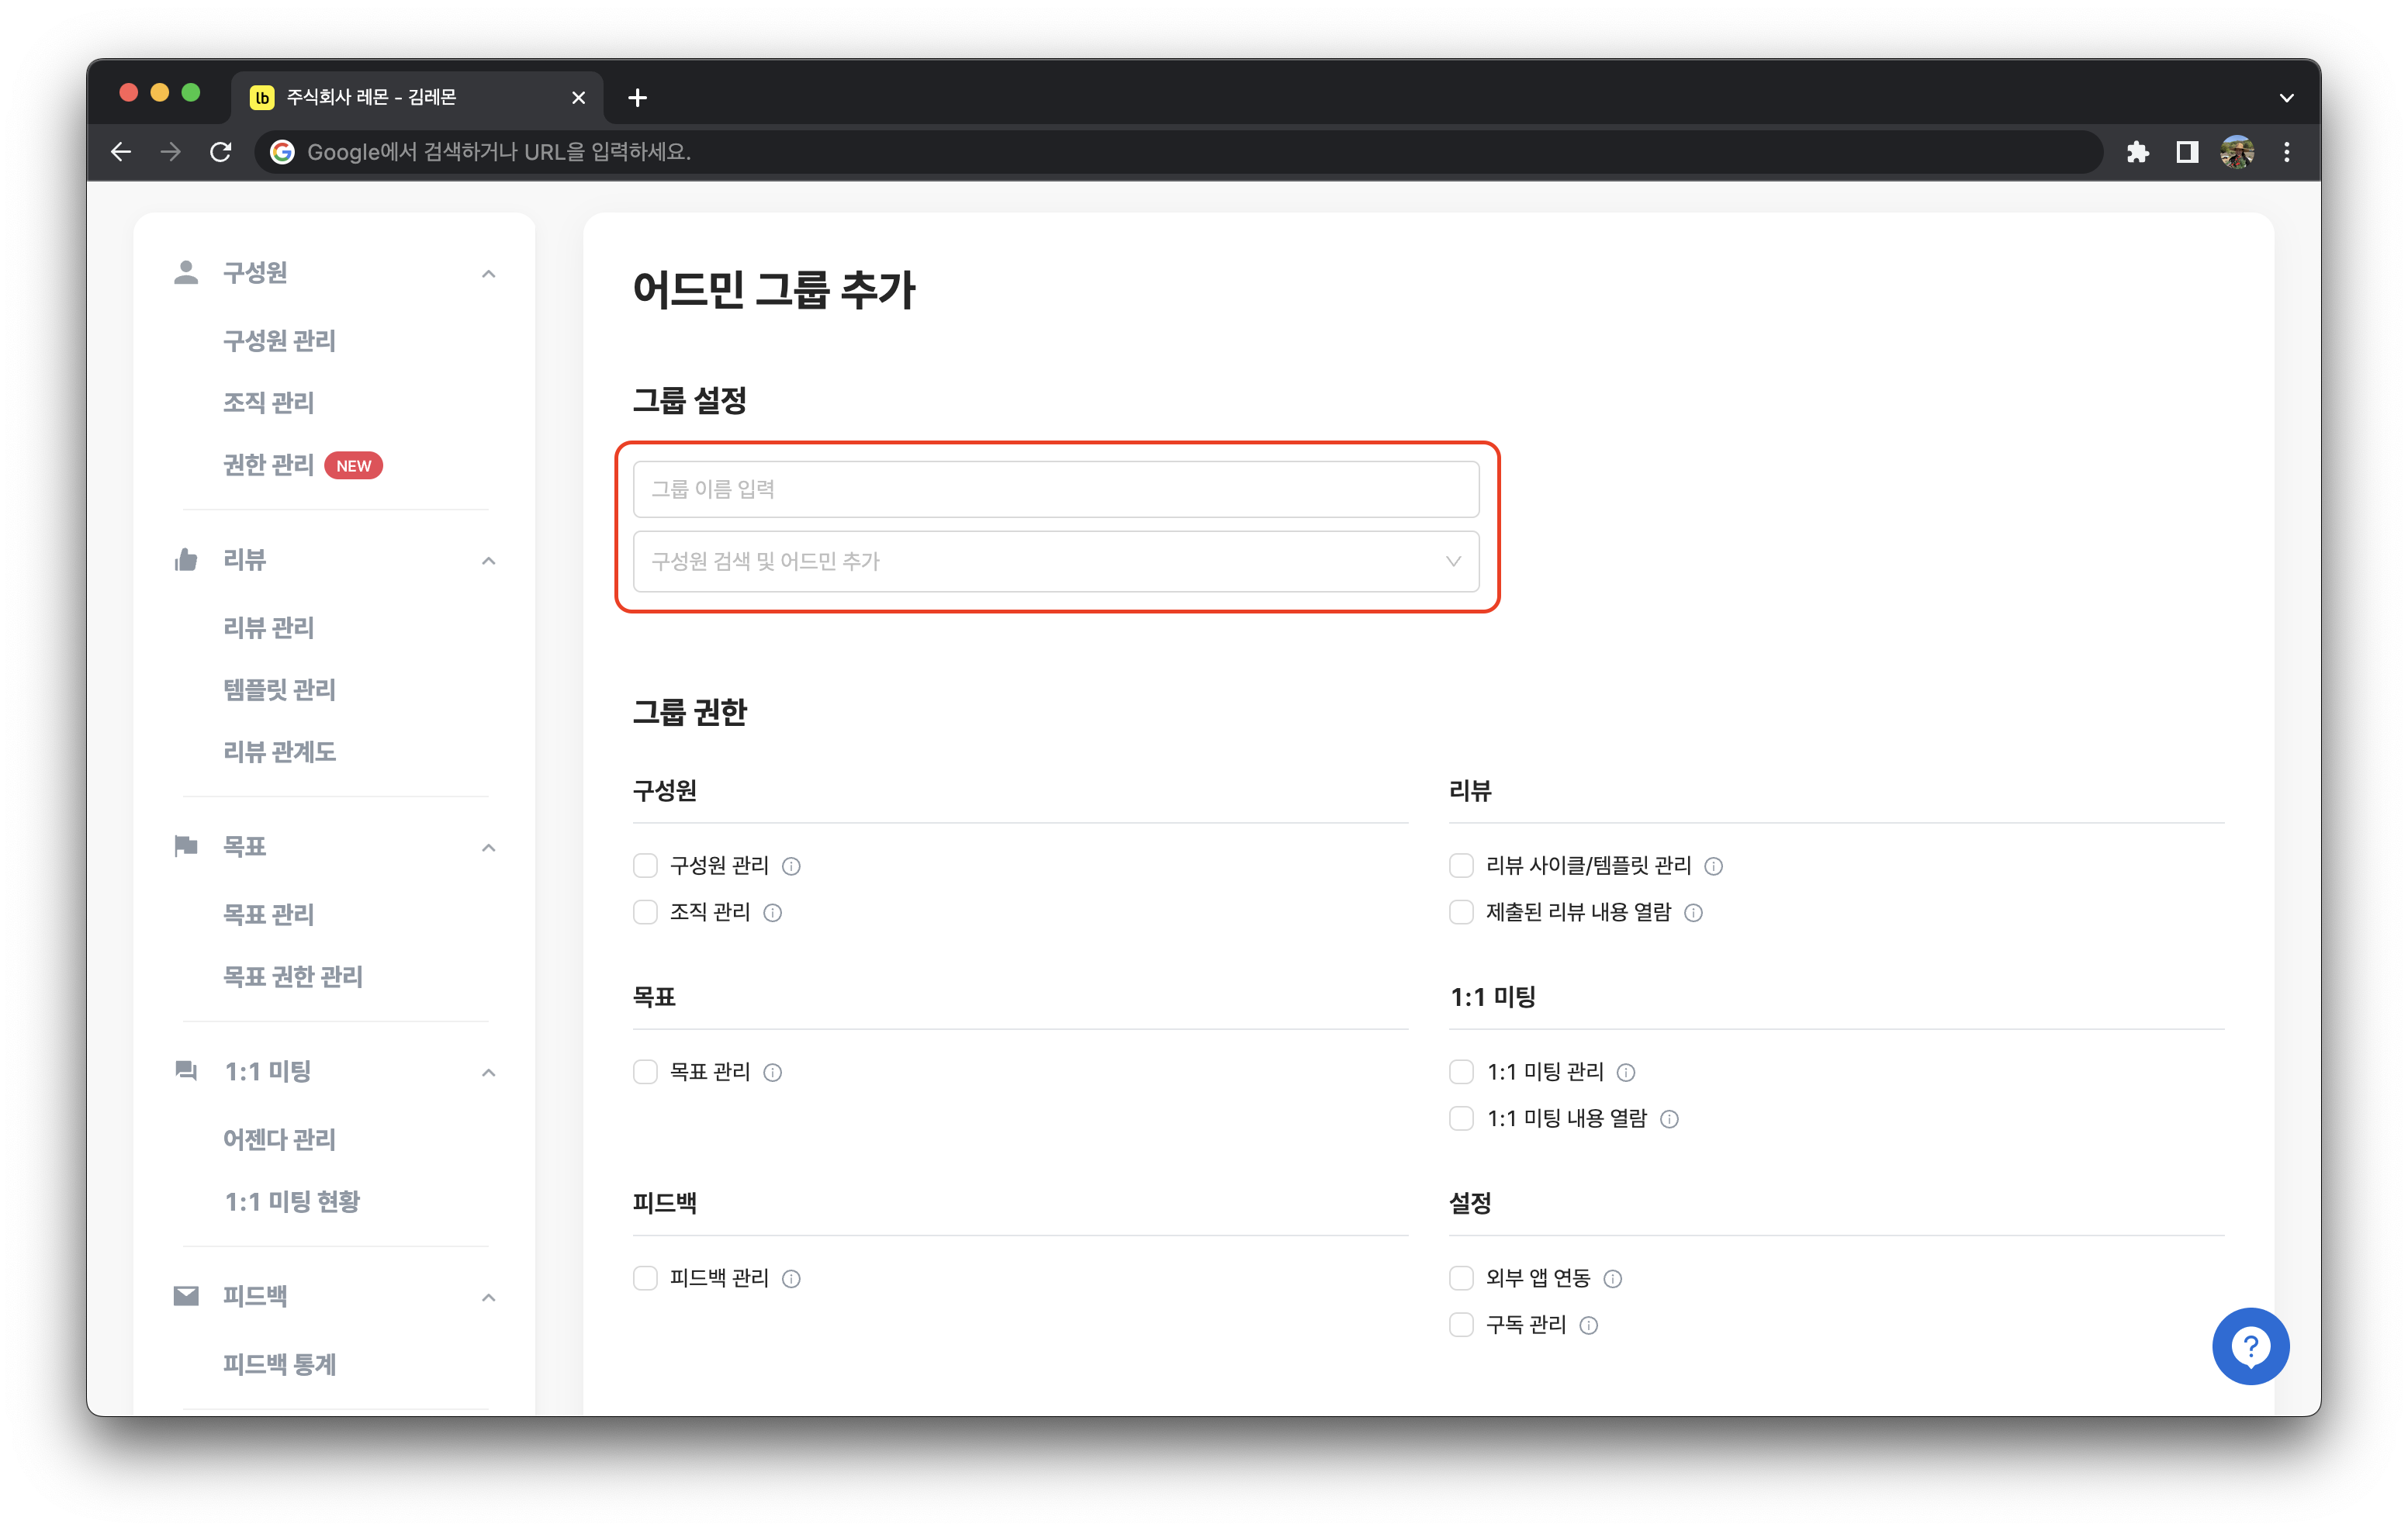 lb 주식회사 레몬 - 김레몬
Google에서 검색하거나 URL을 입력하세요.
구성원
구성원 관리
조직 관리
권한 관리 NEW
리뷰
리뷰 관리
템플릿 관리
리뷰 관계도
목표
목표 관리
목표 권한 관리
1:1 미팅
어젠다 관리
1:1 미팅 현황
피드백
피드백 통계
어드민 그룹 추가
그룹 설정
그룹 이름 입력
구성원 검색 및 어드민 추가
그룹 권한
구성원
구성원 관리
조직 관리
리뷰
리뷰 사이클/템플릿 관리
제출된 리뷰 내용 열람
목표
목표 관리
1:1 미팅
1:1 미팅 관리
1:1 미팅 내용 열람
피드백
피드백 관리
설정
외부 앱 연동
구독 관리